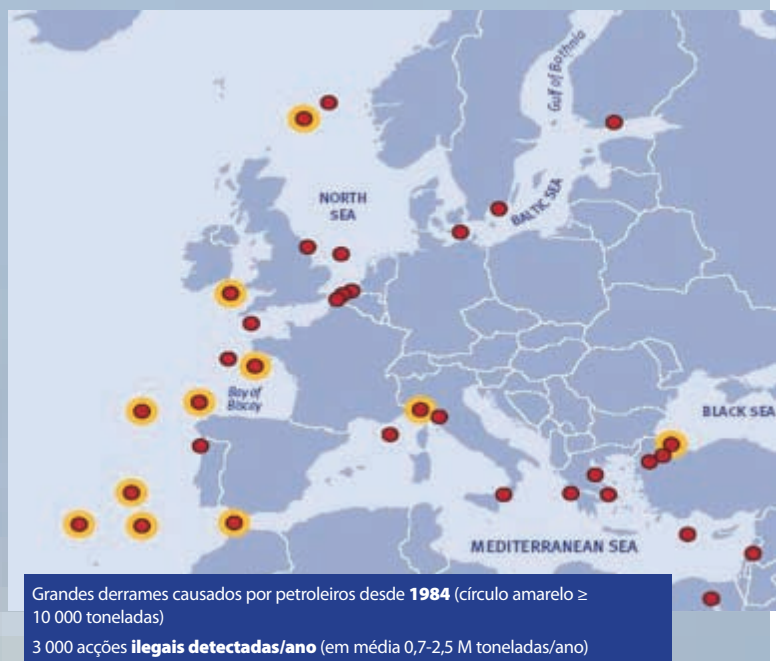 Gulf of Bothnia
NORTH
SEA
BALTIC SEA
Bay of
Biscay
BLACK SEA
MEDITERRANEAN SEA
Grandes derrames causados por petroleiros desde 1984 (círculo amarelo ≥
10 000 toneladas)
3 000 acções ilegais detectadas/ano (em média 0,7-2,5 M toneladas/ano)